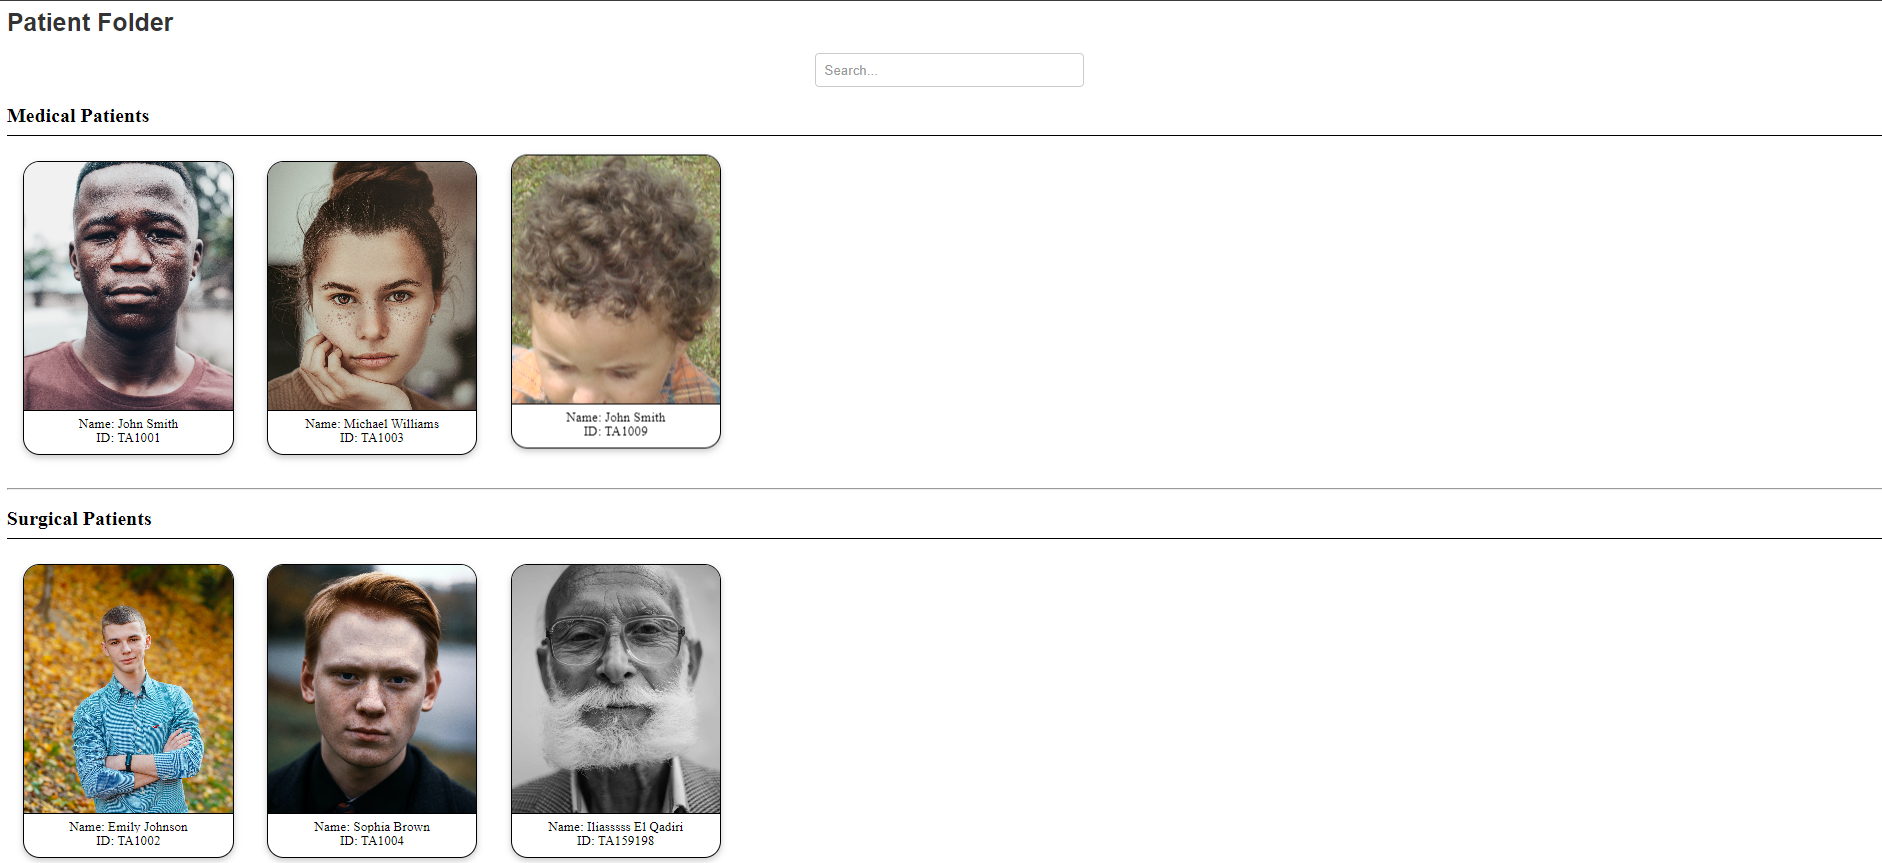 Patient Folder
Search...
Medical Patients
Name: John Smith
ID: TA1001
Name: Michael Williams
ID: TA1003
Name: John Smith
ID: TA1009
Surgical Patients
Name: Emily Johnson
ID: TA1002
Name: Sophia Brown
ID: TA1004
Name: Iliasssss El Qadiri
ID: TA159198